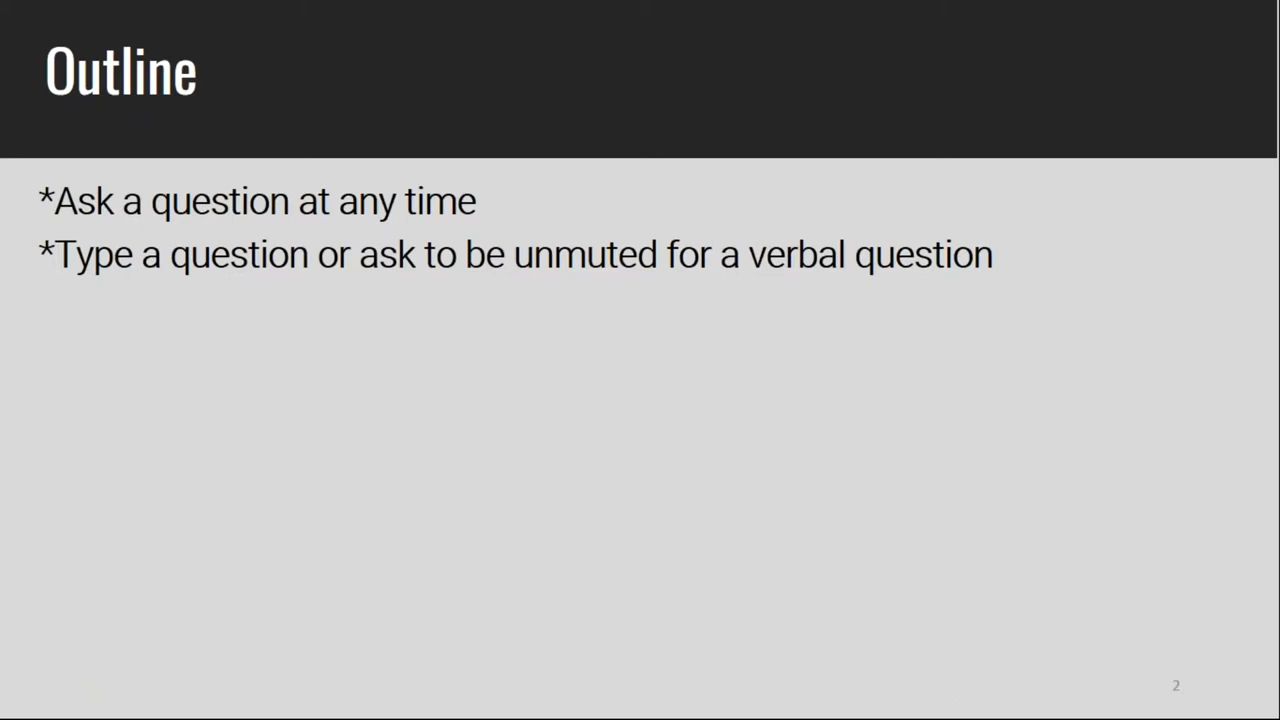 Outline
*Ask a question at any time
*Type a question or ask to be unmuted for a verbal question
2